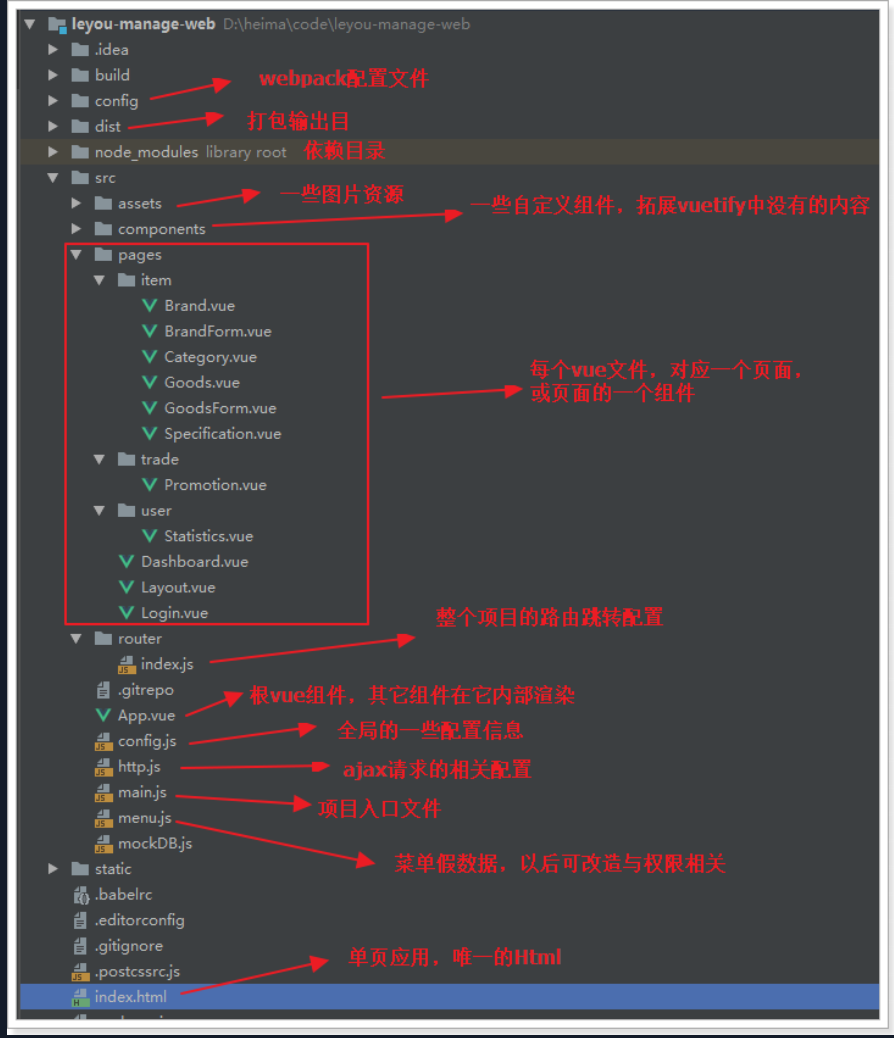 leyou-manage-web D:\heima\code\leyou-manage-web
.idea
build
config webpack配置文件
dist 打包输出目
node_modules library root 依赖目录
src
assets 一些图片资源
components 一些自定义组件，拓展vuetify中没有的内容
pages
item
Brand.vue
BrandForm.vue
Category.vue
Goods.vue
GoodsForm.vue
Specification.vue
每个vue文件，对应一个页面，
或页面的一个组件
trade
Promotion.vue
user
Statistics.vue
Dashboard.vue
Layout.vue
Login.vue
router
index.js 整个项目的路由跳转配置
.gitrepo
App.vue 根vue组件，其它组件在它内部渲染
config.js 全局的一些配置信息
http.js ajax请求的相关配置
main.js 项目入口文件
menu.js 菜单假数据，以后可改造与权限相关
mockDB.js
static
.babelrc
.editorconfig
.gitignore
.postcssrc.js
index.html 单页应用，唯一的Html